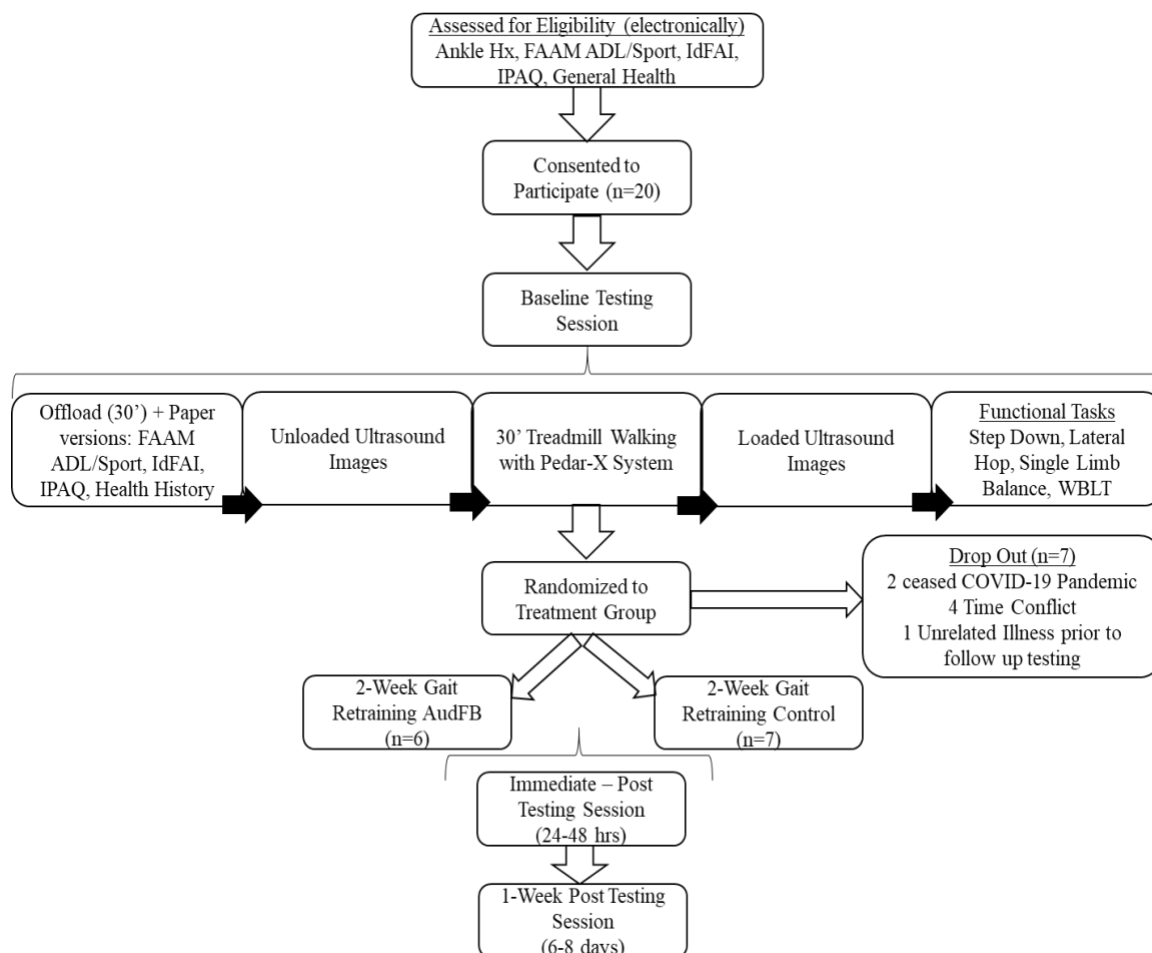 Assessed for Eligibility (electronically)
Ankle Hx, FAAM ADL/Sport, IdFAI,
IPAQ, General Health
Consented to
Participate (n=20)
Baseline Testing
Session
Offload (30’) + Paper
versions: FAAM
ADL/Sport, IdFAI,
IPAQ, Health History
Unloaded Ultrasound
Images
30’ Treadmill Walking
with Pedar-X System
Loaded Ultrasound
Images
Functional Tasks
Step Down, Lateral
Hop, Single Limb
Balance, WBLT
Randomized to
Treatment Group
Drop Out (n=7)
2 ceased COVID-19 Pandemic
4 Time Conflict
1 Unrelated Illness prior to
follow up testing
2-Week Gait
Retraining AudFB
(n=6)
2-Week Gait
Retraining Control
(n=7)
Immediate – Post
Testing Session
(24-48 hrs)
1-Week Post Testing
Session
(6-8 days)